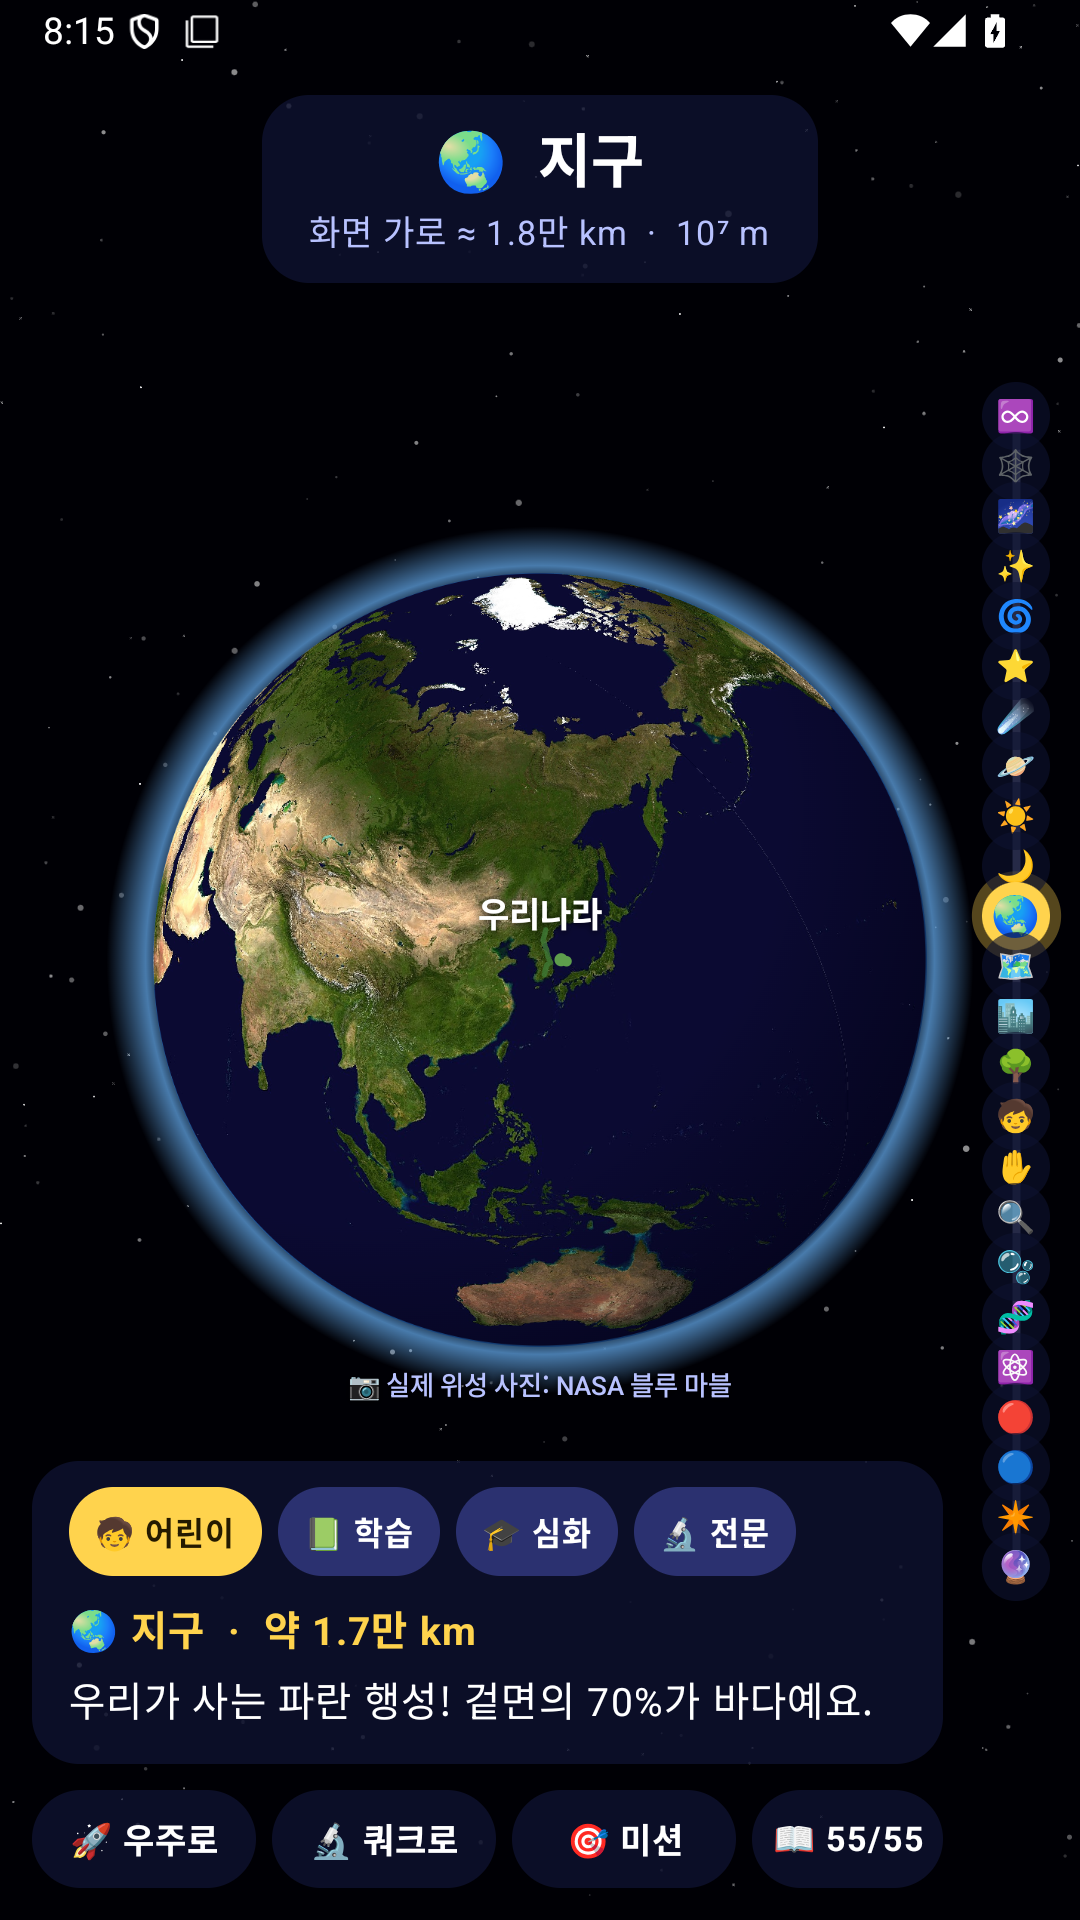 8:15
지구
화면 가로 ≈ 1.8만 km · 10⁷ m
우리나라
실제 위성 사진: NASA 블루 마블
어린이
학습
심화
전문
지구 · 약 1.7만 km
우리가 사는 파란 행성! 겉면의 70%가 바다예요.
우주로
쿼크로
미션
55/55